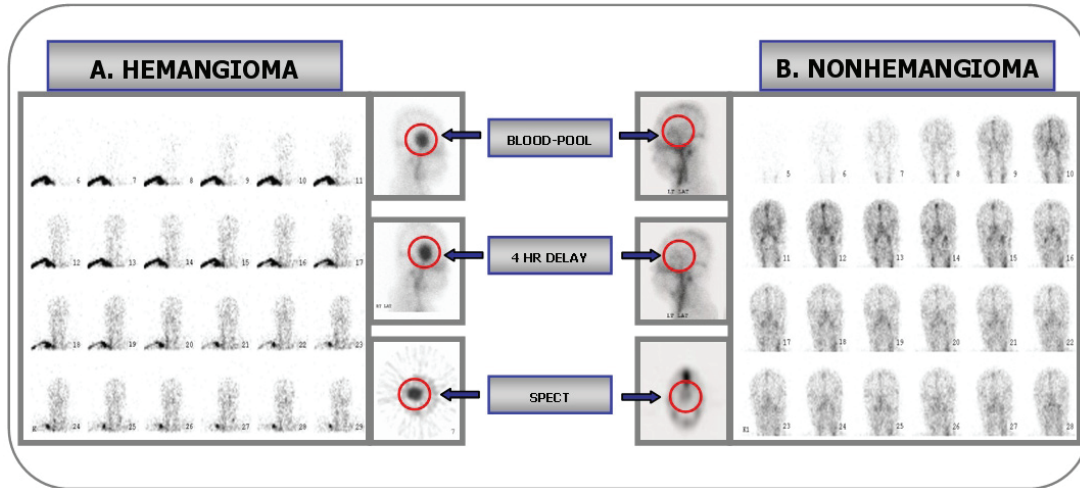 A. HEMANGIOMA
B. NONHEMANGIOMA
BLOOD-POOL
LT LAT
4 HR DELAY
RT LAT
LT LAT
SPECT
7
6 7 8 9 10 11
12 13 14 15 16 17
18 19 20 21 22 23
24 25 26 27 28 29
5 6 7 8 9 10
11 12 13 14 15 16
17 18 19 20 21 22
23 24 25 26 27 28